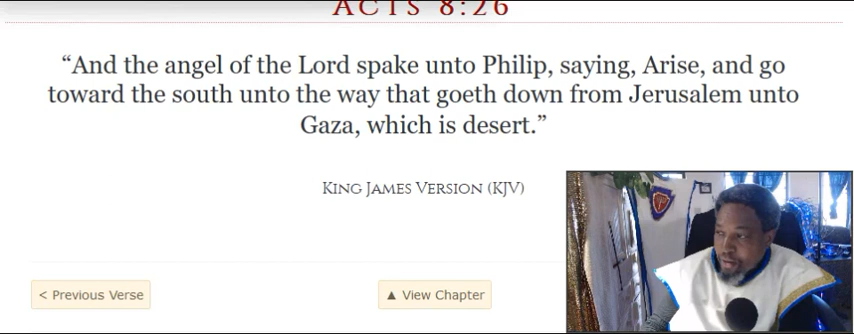 ACTS 8:26
“And the angel of the Lord spake unto Philip, saying, Arise, and go
toward the south unto the way that goeth down from Jerusalem unto
Gaza, which is desert.”
King James Version (KJV)
< Previous Verse
▲ View Chapter